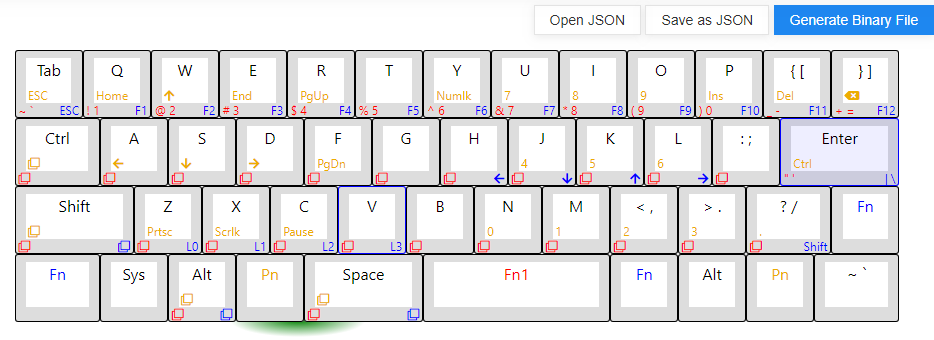 Open JSON Save as JSON Generate Binary File
Tab Q W E R T Y U I O P { [ } ]
ESC Home End PgUp Numlk 7 8 9 Ins Del
~ ` ESC ! 1 F1 @ 2 F2 # 3 F3 $ 4 F4 % 5 F5 ^ 6 F6 & 7 F7 * 8 F8 ( 9 F9 ) 0 F10 _ - F11 + = F12
Ctrl A S D F G H J K L : ; Enter
PgDn 4 5 6 Ctrl
" ' | \
Shift Z X C V B N M < , > . ? / Fn
Prtsc Scrlk Pause 0 1 2 3 .
L0 L1 L2 L3 Shift
Fn Sys Alt Pn Space Fn1 Fn Alt Pn ~ `